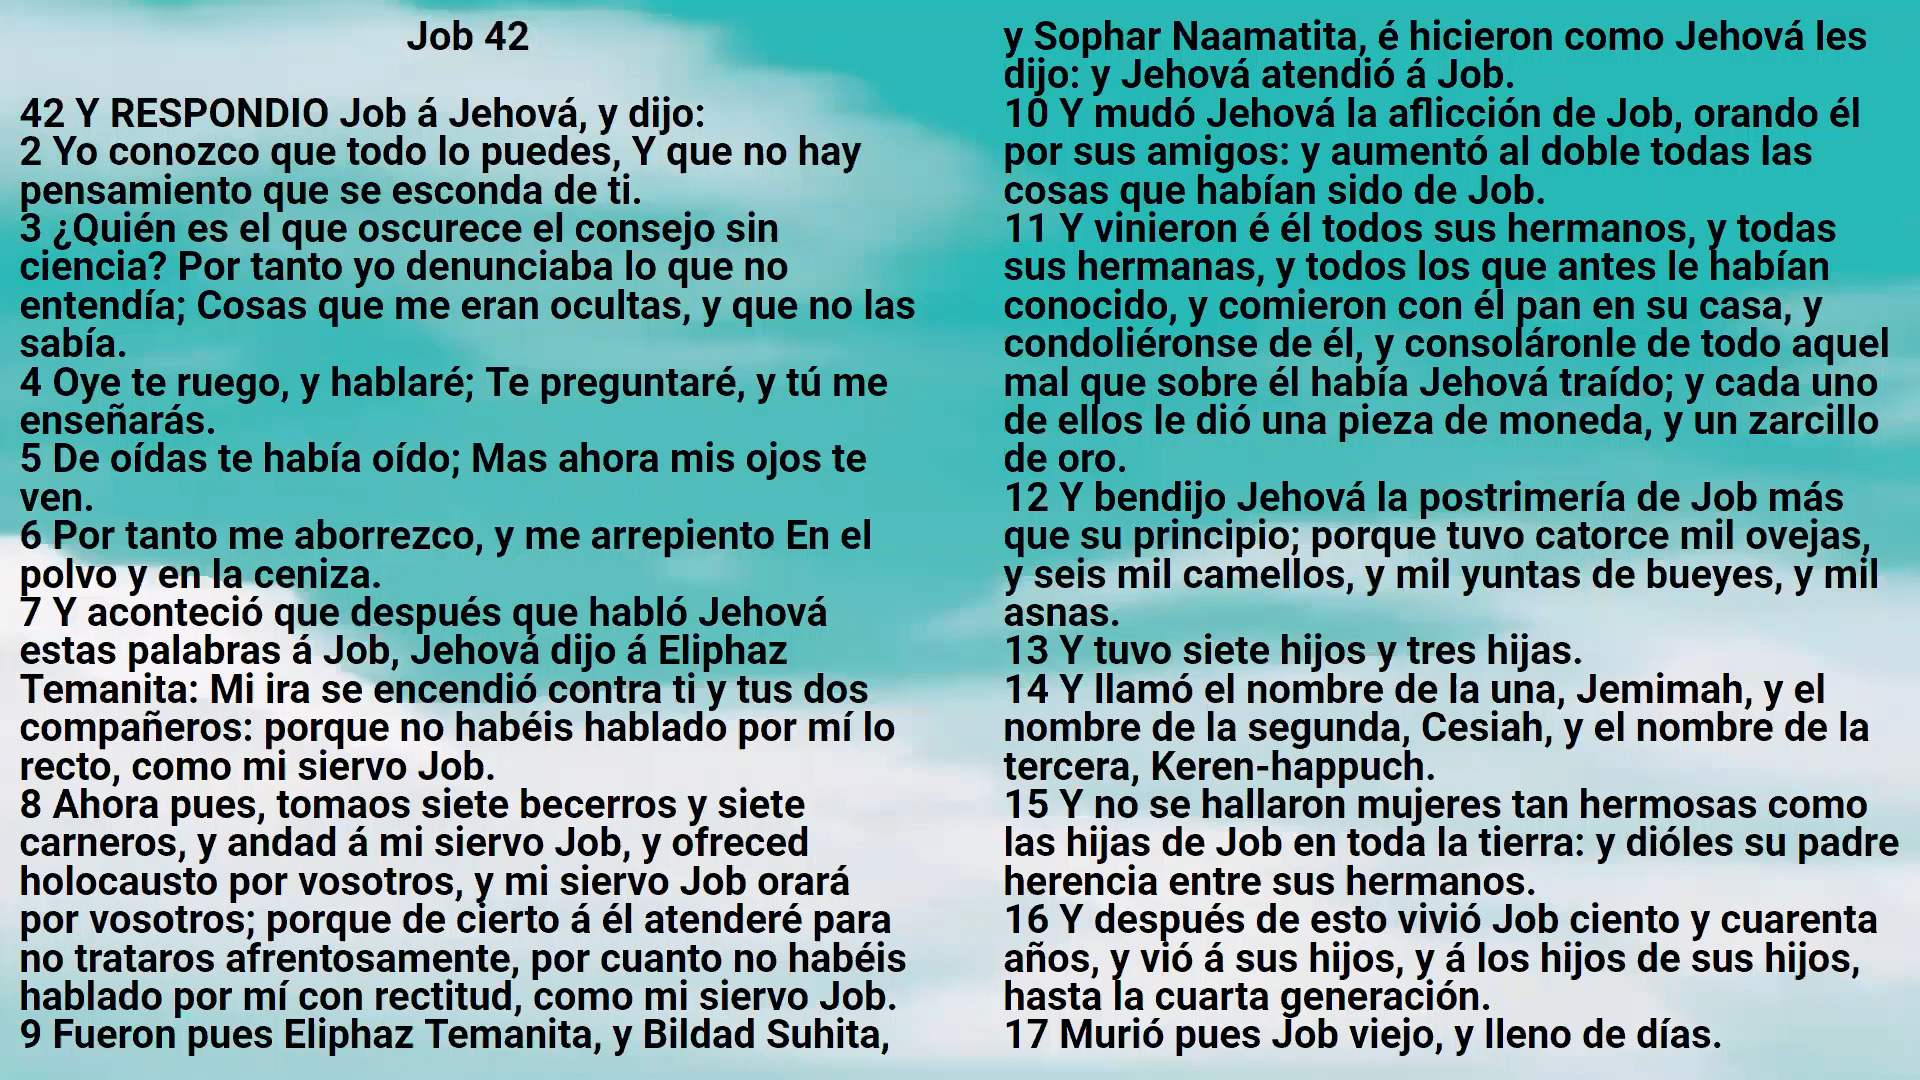 Job 42
42 Y RESPONDIO Job á Jehová, y dijo:
2 Yo conozco que todo lo puedes, Y que no hay
pensamiento que se esconda de ti.
3 ¿Quién es el que oscurece el consejo sin
ciencia? Por tanto yo denunciaba lo que no
entendía; Cosas que me eran ocultas, y que no las
sabía.
4 Oye te ruego, y hablaré; Te preguntaré, y tú me
enseñarás.
5 De oídas te había oído; Mas ahora mis ojos te
ven.
6 Por tanto me aborrezco, y me arrepiento En el
polvo y en la ceniza.
7 Y aconteció que después que habló Jehová
estas palabras á Job, Jehová dijo á Eliphaz
Temanita: Mi ira se encendió contra ti y tus dos
compañeros: porque no habéis hablado por mí lo
recto, como mi siervo Job.
8 Ahora pues, tomaos siete becerros y siete
carneros, y andad á mi siervo Job, y ofreced
holocausto por vosotros, y mi siervo Job orará
por vosotros; porque de cierto á él atenderé para
no trataros afrentosamente, por cuanto no habéis
hablado por mí con rectitud, como mi siervo Job.
9 Fueron pues Eliphaz Temanita, y Bildad Suhita,
y Sophar Naamatita, é hicieron como Jehová les
dijo: y Jehová atendió á Job.
10 Y mudó Jehová la aflicción de Job, orando él
por sus amigos: y aumentó al doble todas las
cosas que habían sido de Job.
11 Y vinieron é él todos sus hermanos, y todas
sus hermanas, y todos los que antes le habían
conocido, y comieron con él pan en su casa, y
condoliéronse de él, y consoláronle de todo aquel
mal que sobre él había Jehová traído; y cada uno
de ellos le dió una pieza de moneda, y un zarcillo
de oro.
12 Y bendijo Jehová la postrimería de Job más
que su principio; porque tuvo catorce mil ovejas,
y seis mil camellos, y mil yuntas de bueyes, y mil
asnas.
13 Y tuvo siete hijos y tres hijas.
14 Y llamó el nombre de la una, Jemimah, y el
nombre de la segunda, Cesiah, y el nombre de la
tercera, Keren-happuch.
15 Y no se hallaron mujeres tan hermosas como
las hijas de Job en toda la tierra: y dióles su padre
herencia entre sus hermanos.
16 Y después de esto vivió Job ciento y cuarenta
años, y vió á sus hijos, y á los hijos de sus hijos,
hasta la cuarta generación.
17 Murió pues Job viejo, y lleno de días.